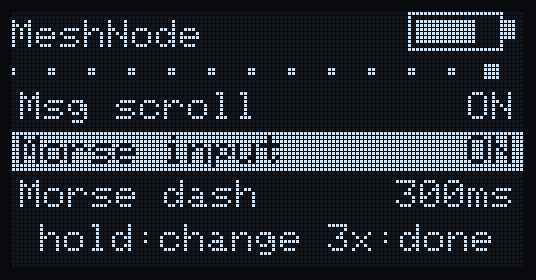 MeshNode
Msg scroll ON
Morse input ON
Morse dash 300ms
hold:change 3x:done